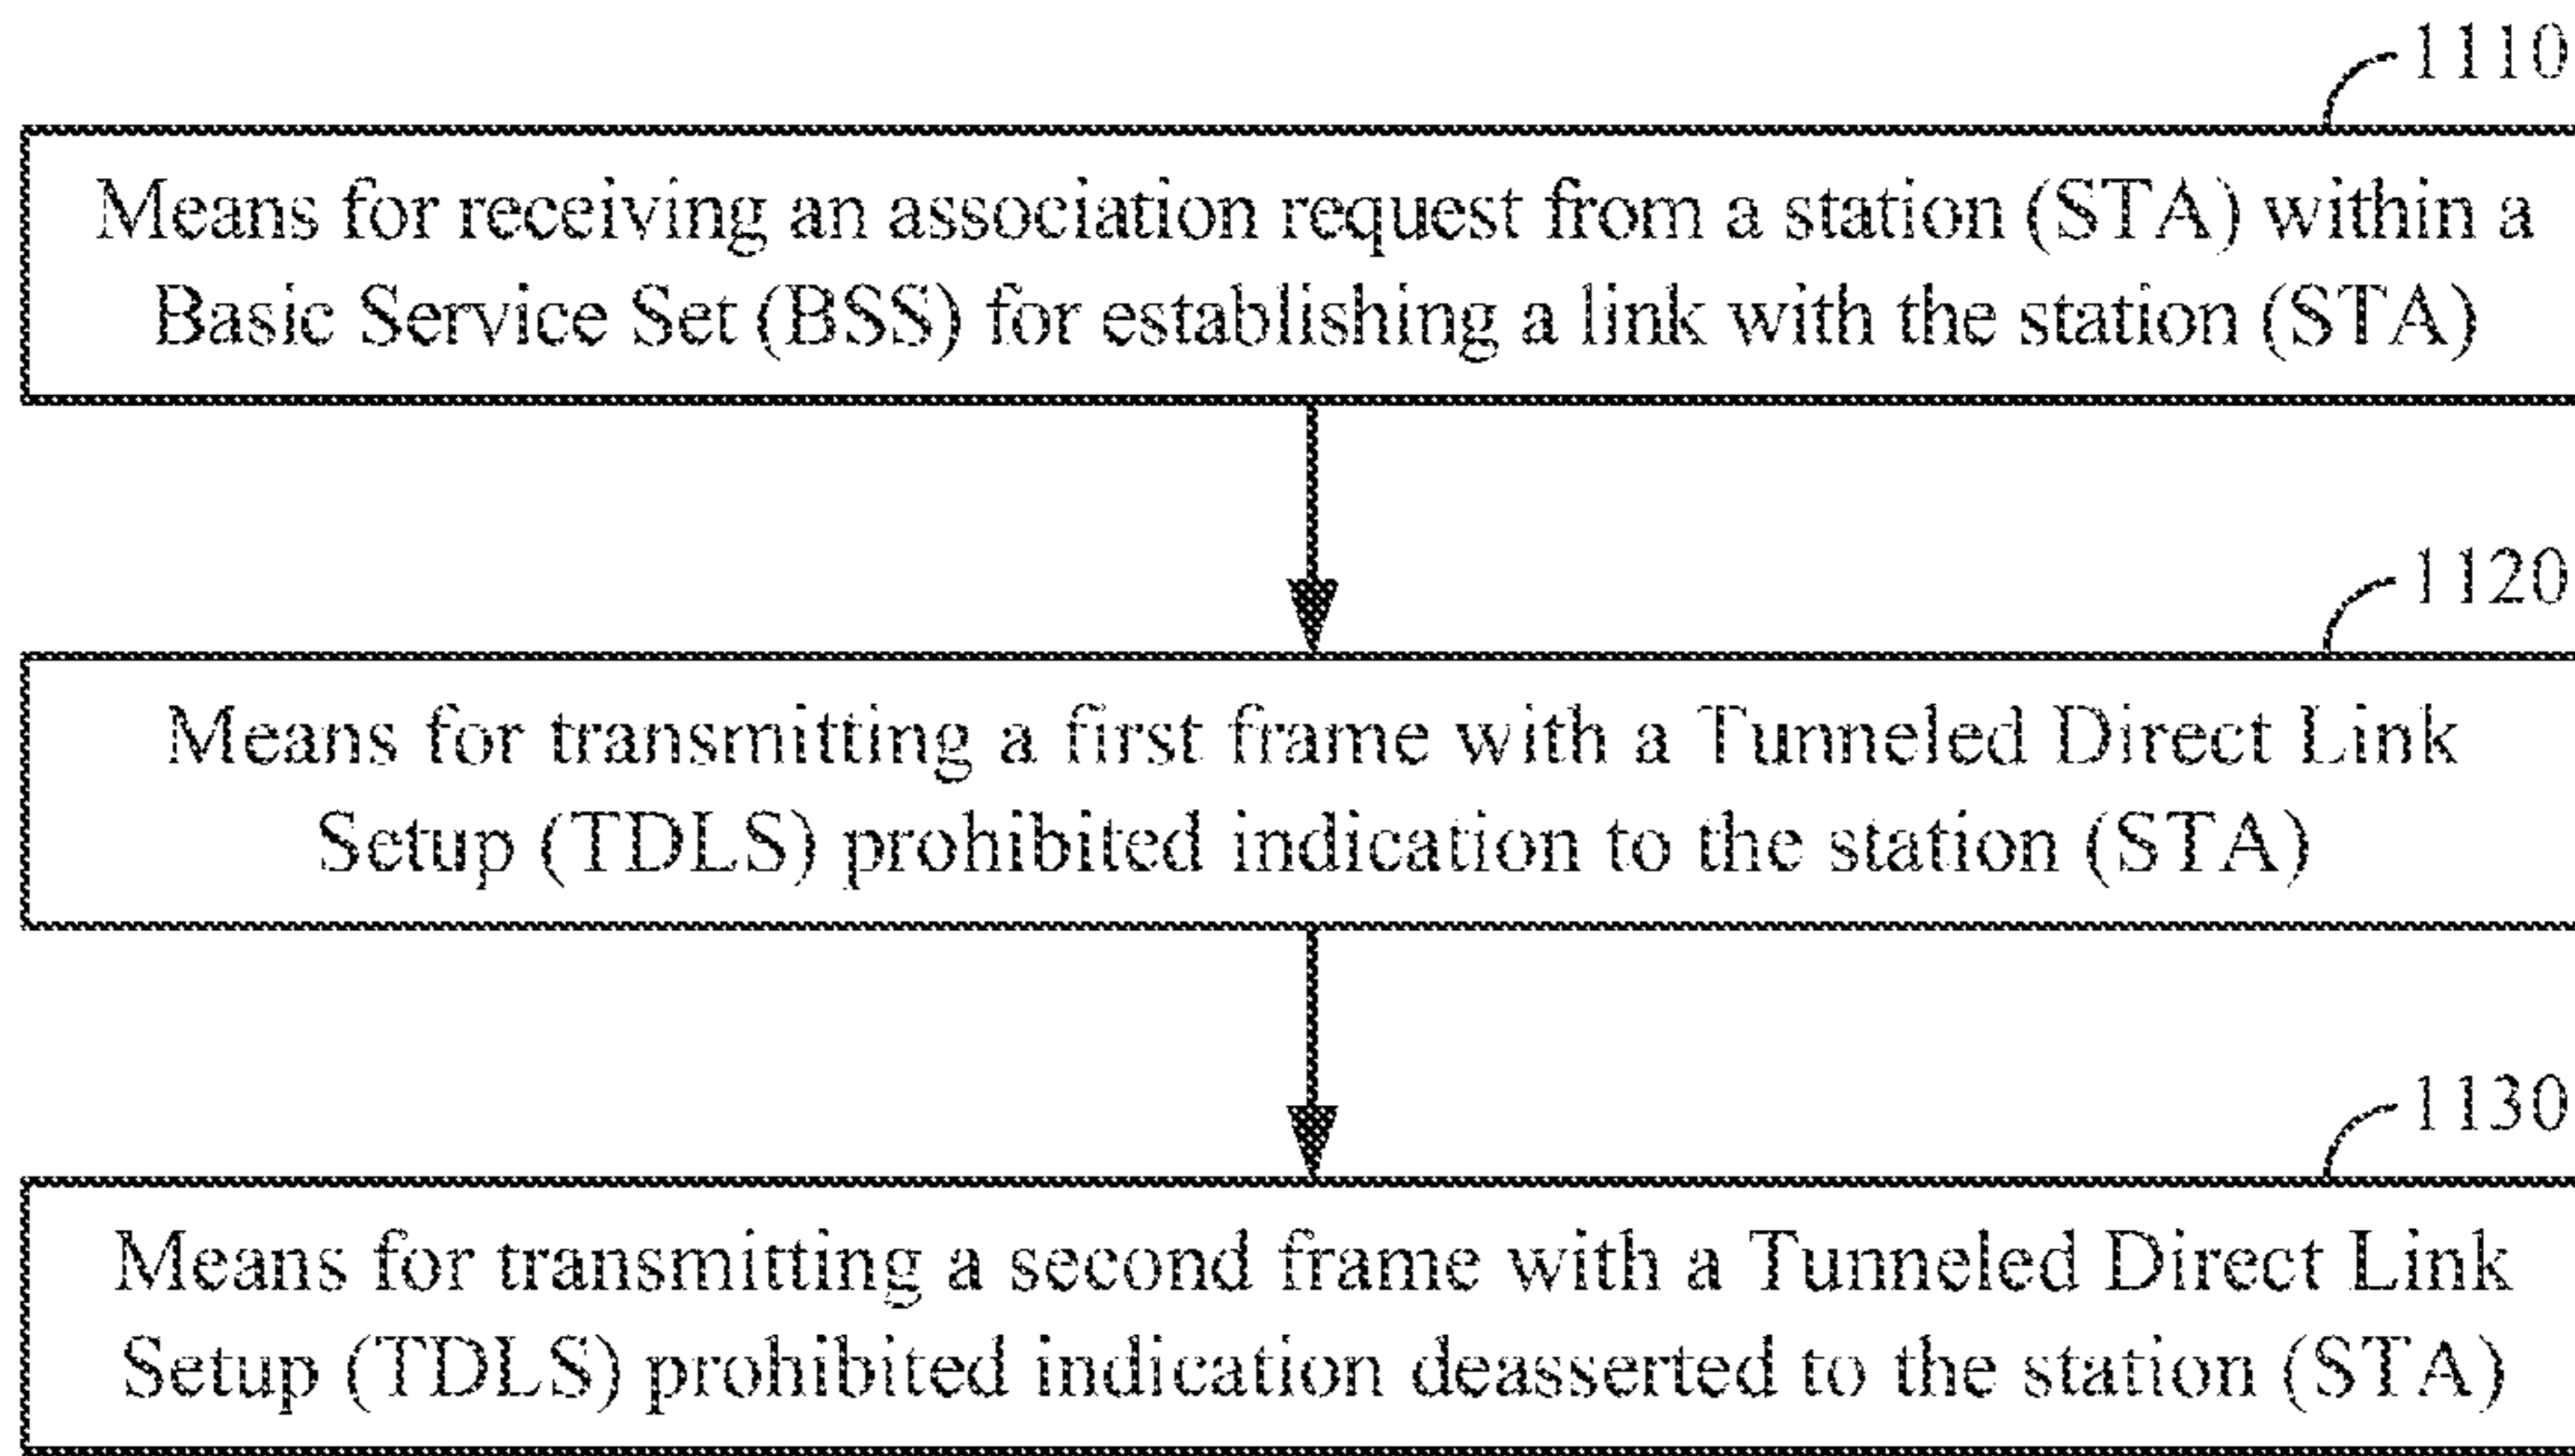 1110
Means for receiving an association request from a station (STA) within a
Basic Service Set (BSS) for establishing a link with the station (STA)
1120
Means for transmitting a first frame with a Tunneled Direct Link
Setup (TDLS) prohibited indication to the station (STA)
1130
Means for transmitting a second frame with a Tunneled Direct Link
Setup (TDLS) prohibited indication deasserted to the station (STA)